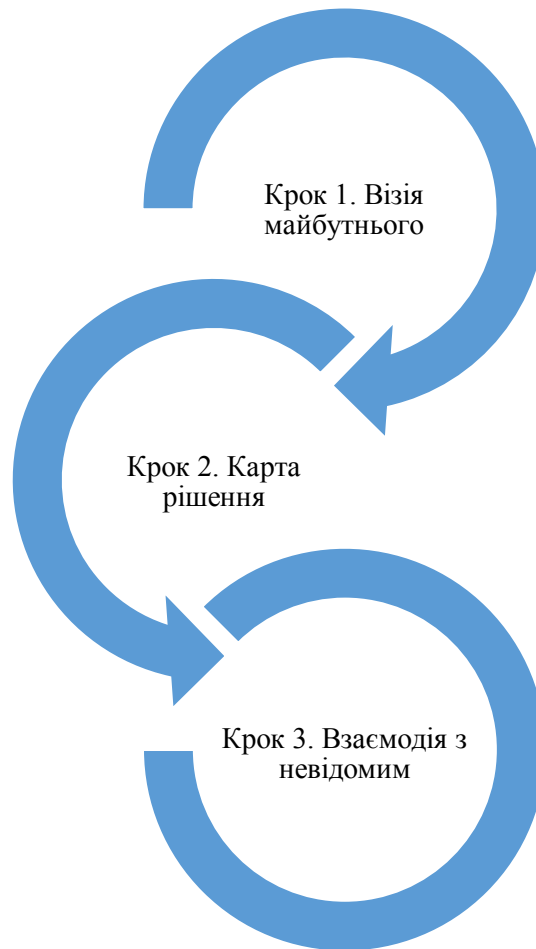 Крок 1. Візія
майбутнього
Крок 2. Карта
рішення
Крок 3. Взаємодія з
невідомим